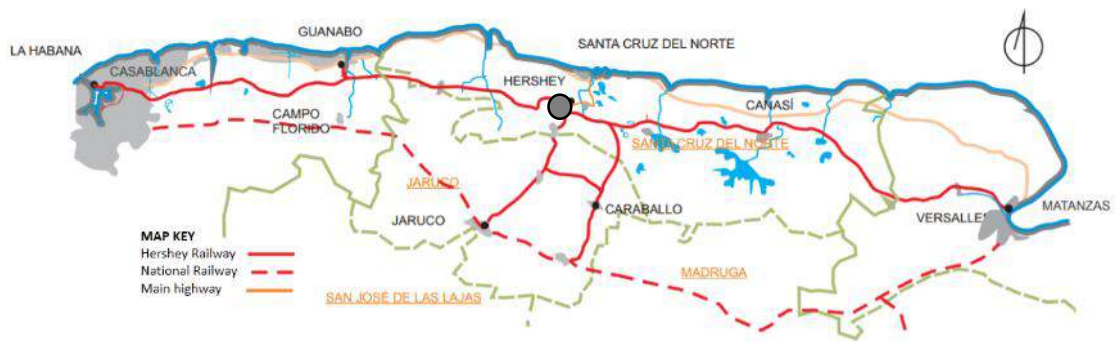 GUANABO
LA HABANA
SANTA CRUZ DEL NORTE
CASABLANCA
HERSHEY
CANASÍ
CAMPO
FLORIDO
SANTA CRUZ DEL NORTE
JARUCO
CARABALLO
MATANZAS
VERSALLES
JARUCO
MAP KEY
Hershey Railway
National Railway
Main highway
MADRUGA
SAN JOSÉ DE LAS LAJAS